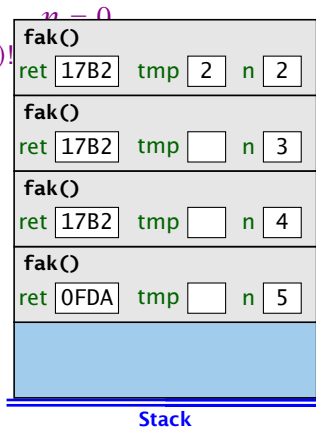 n = 0
)!
fak()
ret 17B2 tmp 2 n 2
fak()
ret 17B2 tmp n 3
fak()
ret 17B2 tmp n 4
fak()
ret 0FDA tmp n 5
Stack